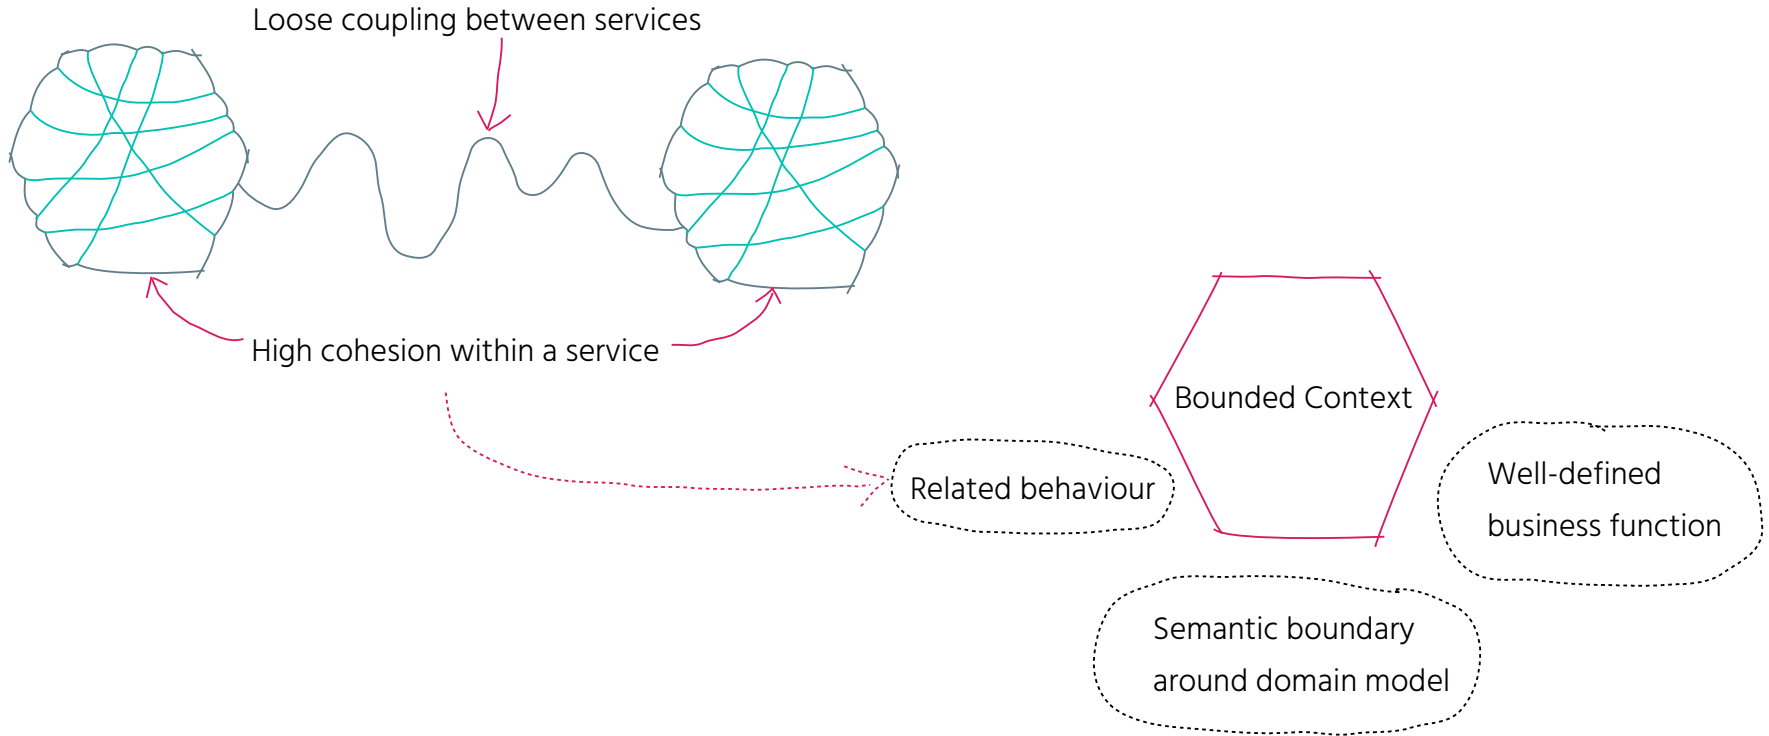 Loose coupling between services
High cohesion within a service
Bounded Context
Related behaviour
Well-defined
business function
Semantic boundary
around domain model